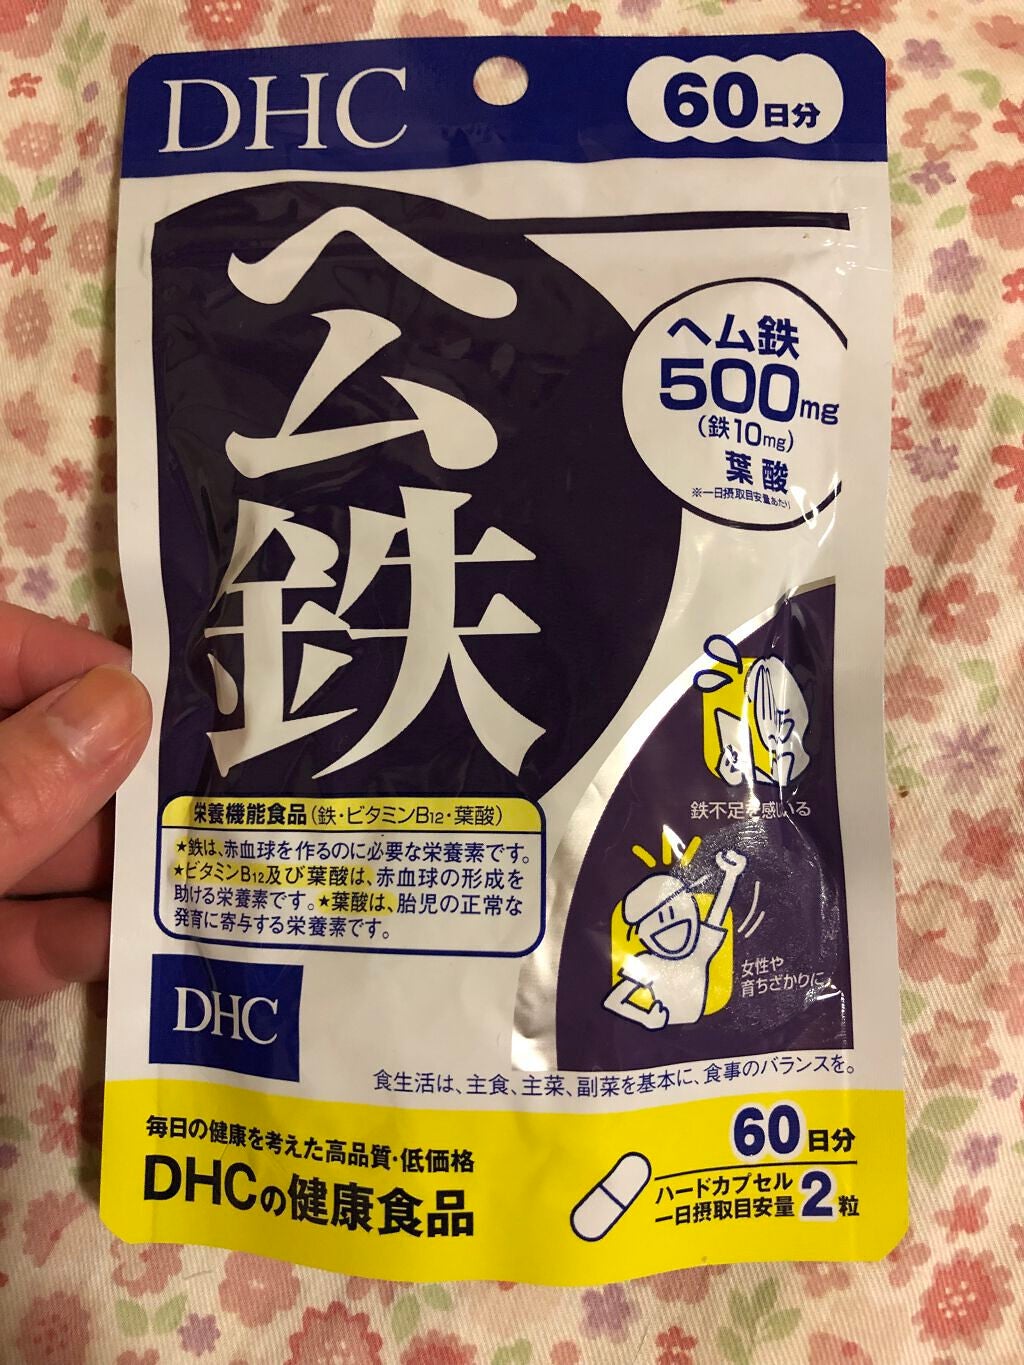 DHC
60日分
ヘム鉄
ヘム鉄
500mg
(鉄10mg)
葉酸
※一日摂取目安量あたり
鉄不足を感じる
女性や
育ちざかりに
栄養機能食品(鉄・ビタミンB12・葉酸)
★鉄は、赤血球を作るのに必要な栄養素です。
★ビタミンB12及び葉酸は、赤血球の形成を
助ける栄養素です。★葉酸は、胎児の正常な
発育に寄与する栄養素です。
DHC
食生活は、主食、主菜、副菜を基本に、食事のバランスを。
毎日の健康を考えた高品質・低価格
DHCの健康食品
60日分
ハードカプセル
一日摂取目安量2粒